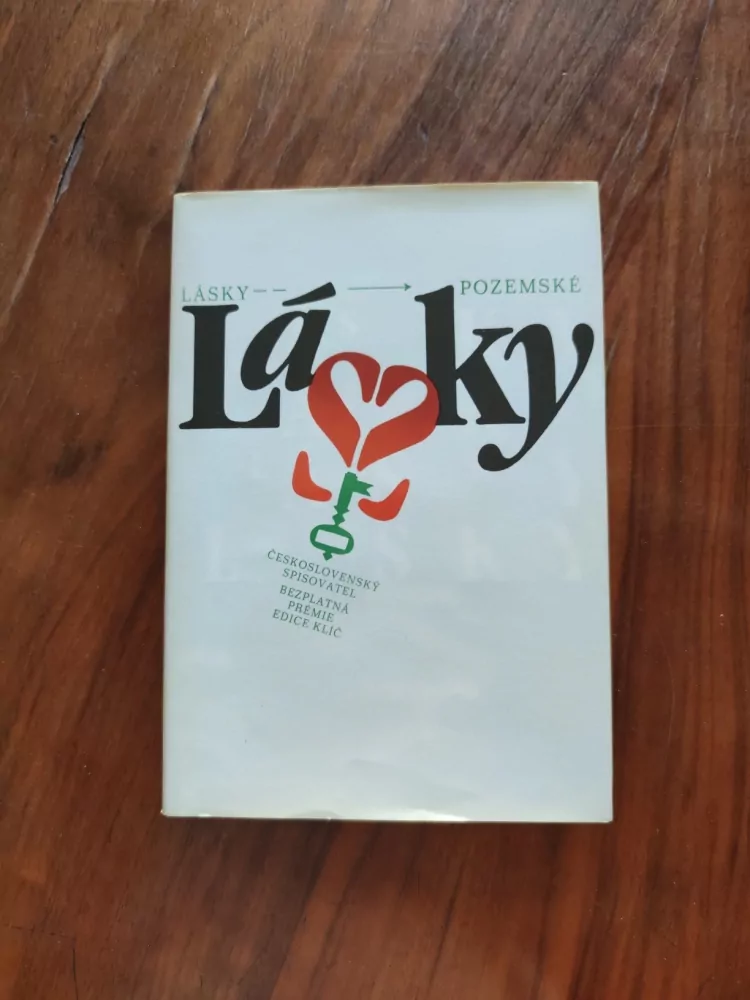 LÁSKY-- → POZEMSKÉ
Lásky
ČESKOSLOVENSKÝ
SPISOVATEL
BEZPLATNÁ
PRÉMIE
EDICE KLÍČ